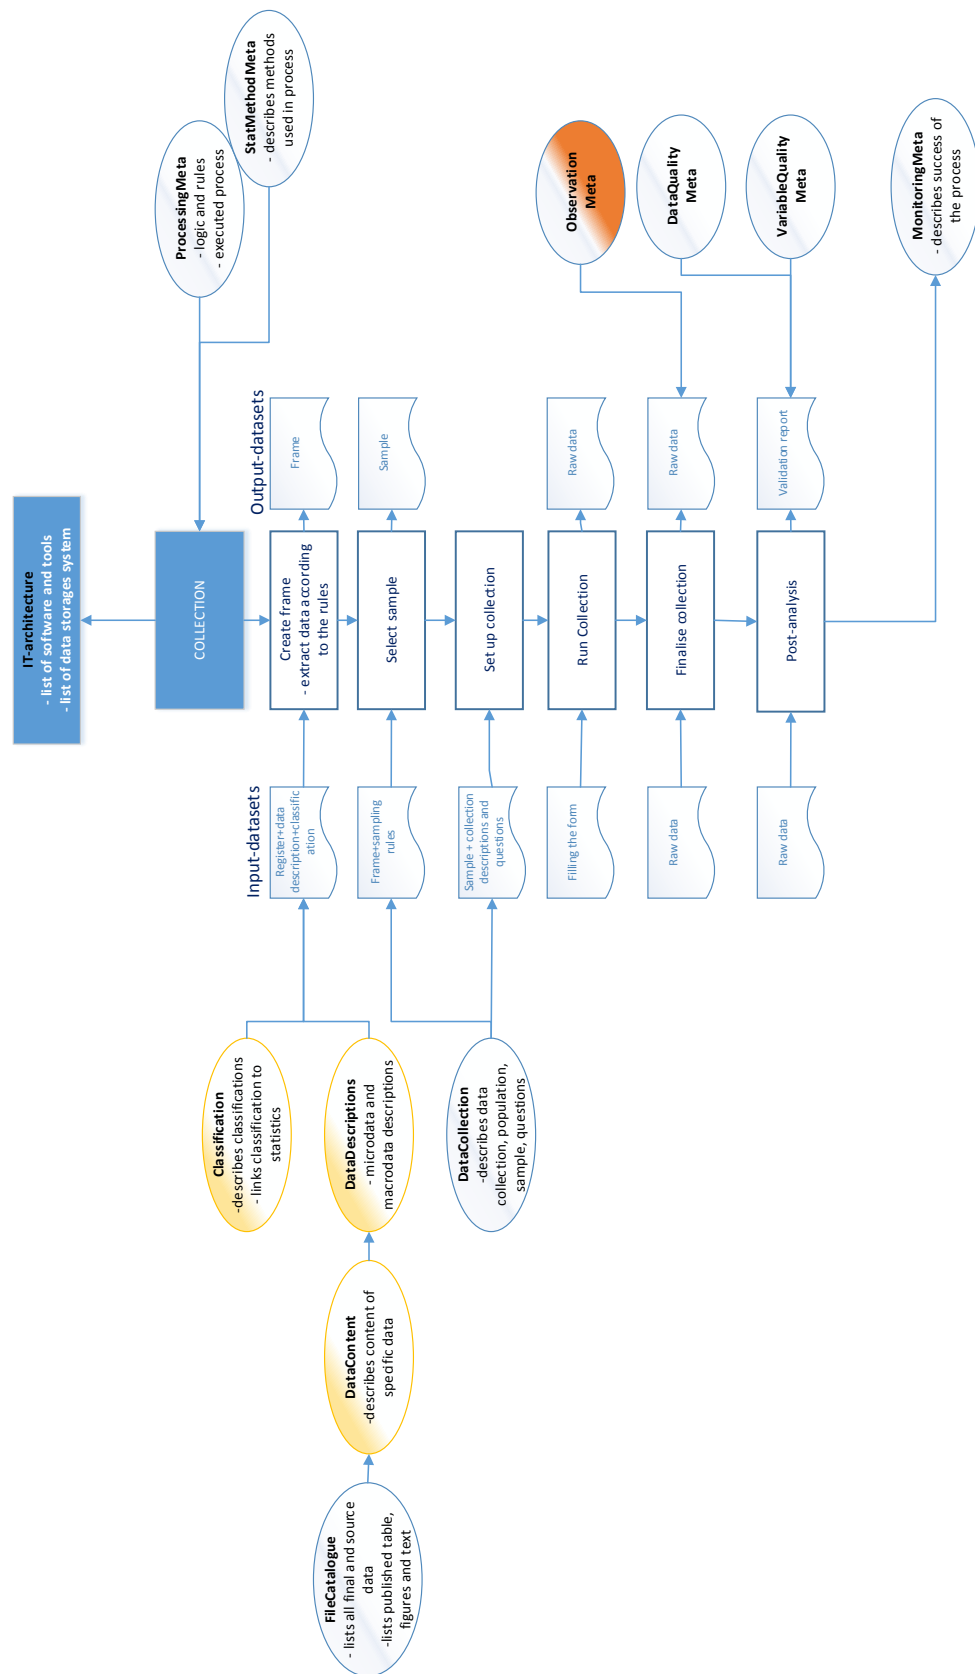 IT-architecture
- list of software and tools
- list of data storages system
COLLECTION
ProcessingMeta
- logic and rules
- executed process
StatMethodMeta
- describes methods
used in process
Input-datasets
Output-datasets
Classification
-describes classifications
- links classification to
statistics
Register+data
description+classific
ation
Create frame
- extract data according
to the rules
Frame
FileCatalogue
- lists all final and source
data
-lists published table,
figures and text
DataContent
-describes content of
specific data
DataDescriptions
- microdata and
macrodata descriptions
Frame+sampling
rules
Select sample
Sample
DataCollection
-describes data
collection, population,
sample, questions
Sample + collection
descriptions and
questions
Set up collection
Filling the form
Run Collection
Raw data
Observation
Meta
Raw data
Finalise collection
Raw data
DataQuality
Meta
Raw data
Post-analysis
Validation report
VariableQuality
Meta
MonitoringMeta
- describes success of
the process